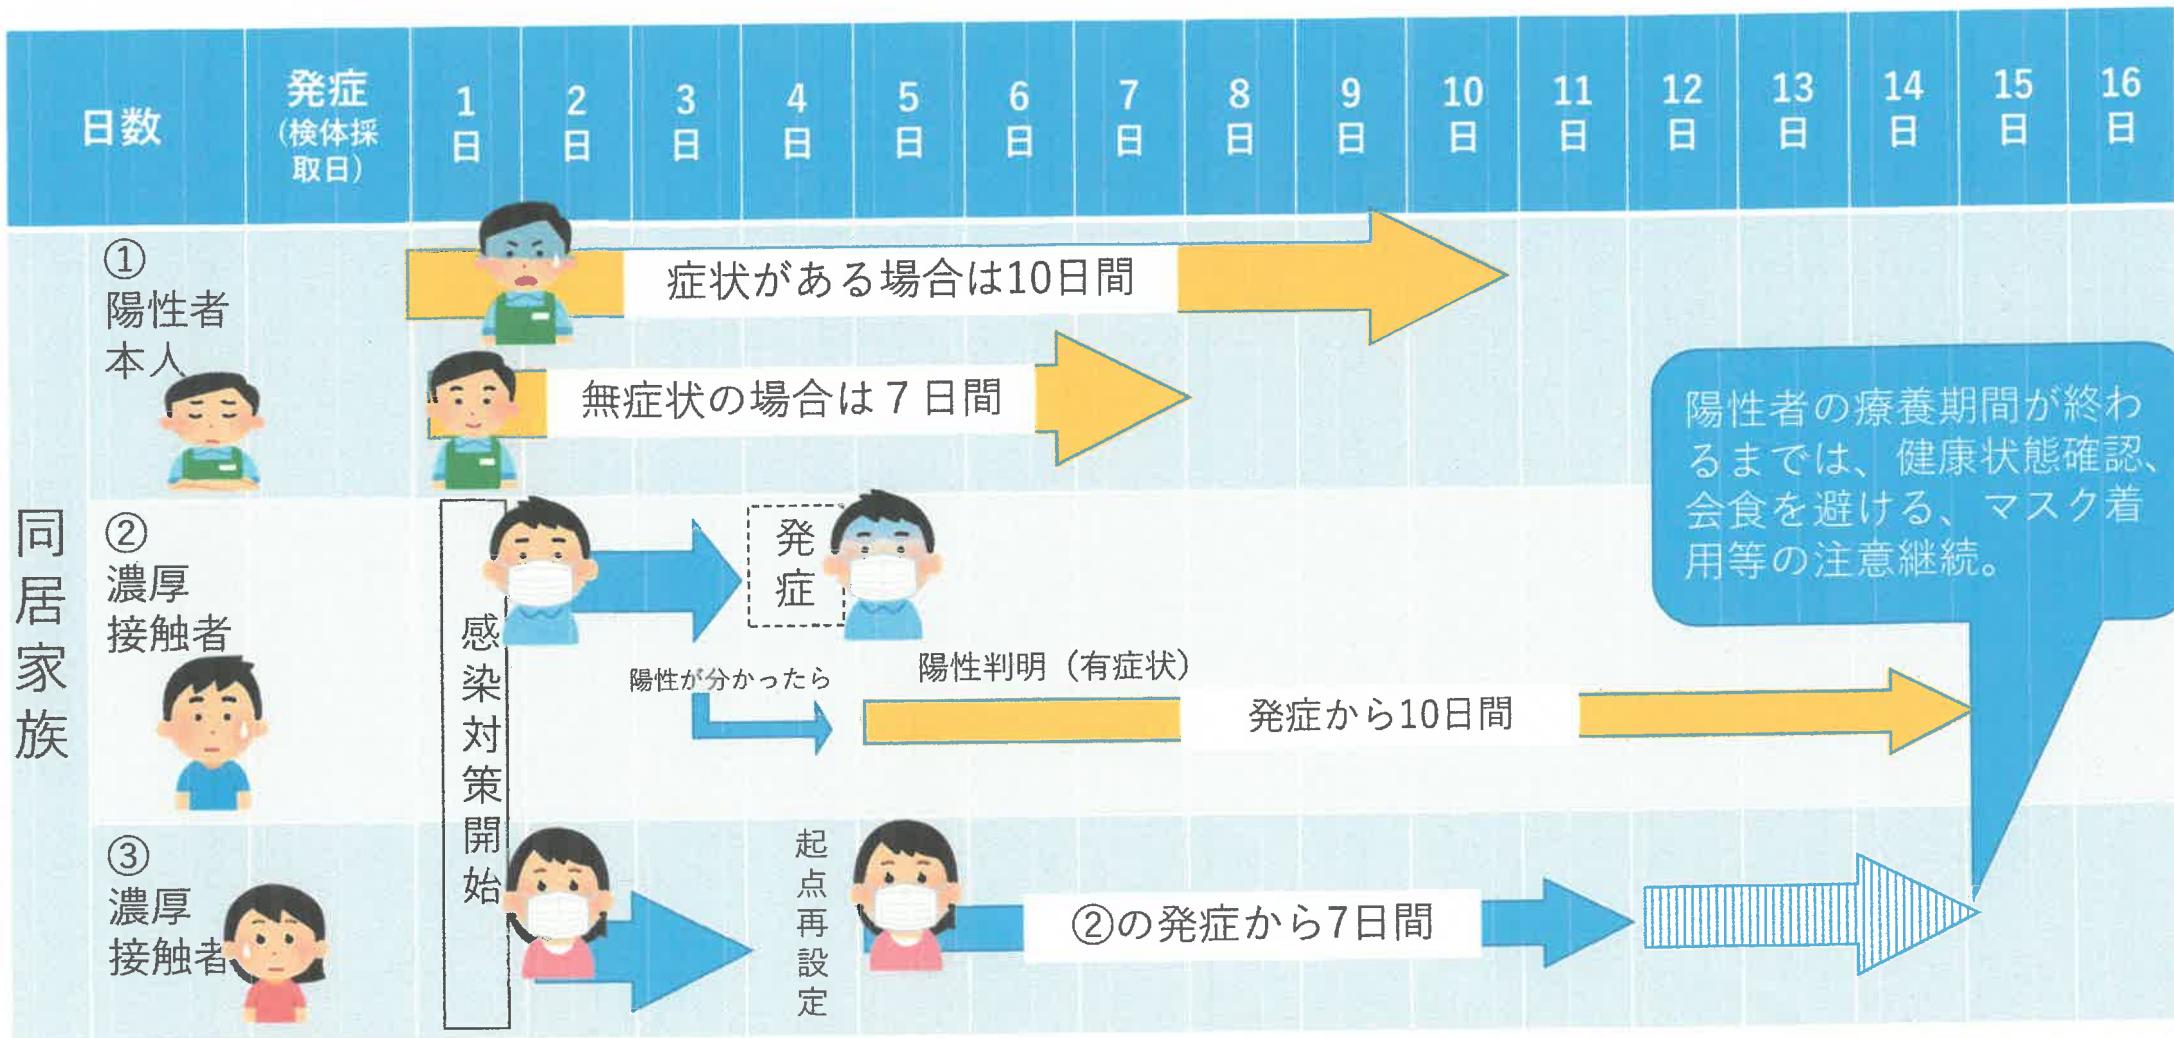 日数
発症
(検体採
取日)
1
日
2
日
3
日
4
日
5
日
6
日
7
日
8
日
9
日
10
日
11
日
12
日
13
日
14
日
15
日
16
日
同居家族
①
陽性者
本人
症状がある場合は10日間
無症状の場合は７日間
陽性者の療養期間が終わ
るまでは、健康状態確認、
会食を避ける、マスク着
用等の注意継続。
②
濃厚
接触者
感染対策開始
発症
陽性が分かったら
陽性判明（有症状）
発症から10日間
③
濃厚
接触者
起点再設定
②の発症から7日間